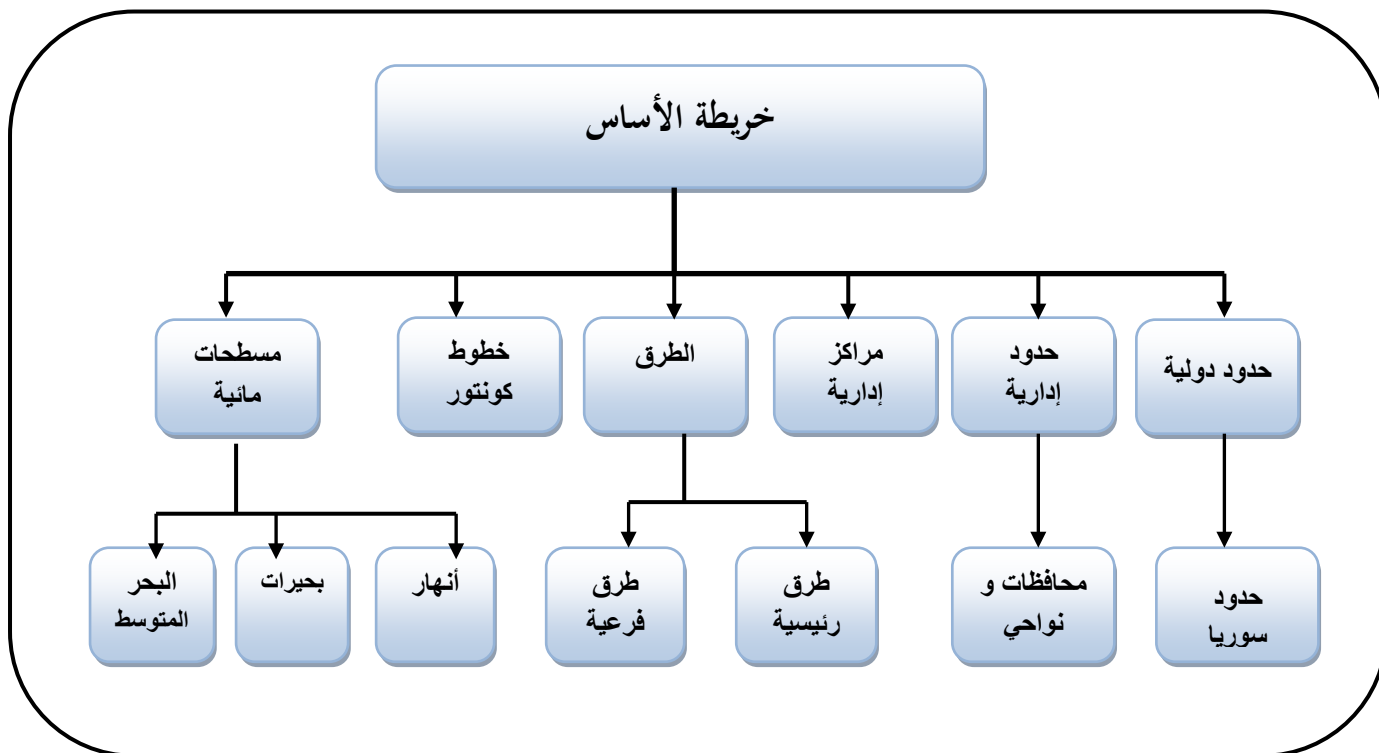 خريطة الأساس
حدود دولية
حدود
إدارية
مراكز
إدارية
الطرق
خطوط
كونتور
مسطحات
مائية
حدود
سوريا
محافظات و
نواحي
طرق
رئيسية
طرق
فرعية
أنهار
بحيرات
البحر
المتوسط